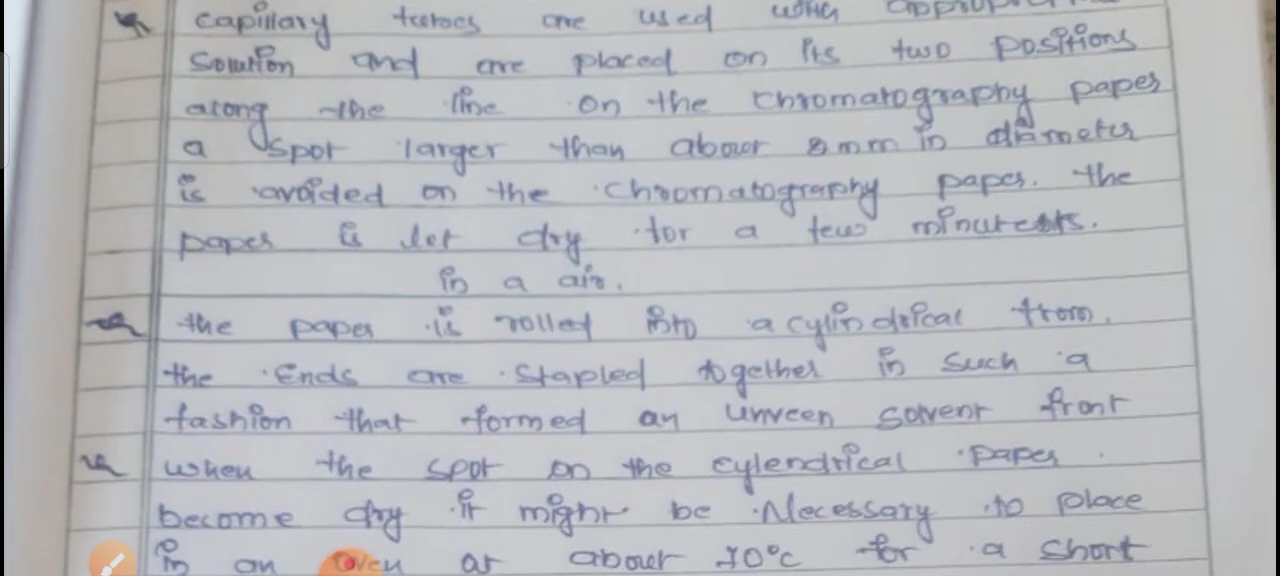 capillary tubes are used with
solution and are placed on its two positions
along the line on the chromatography paper
a spot larger than about 8mm in diameter
is avoided on the chromatography paper. the
paper is let dry for a few minutes.
in a air.
the paper is rolled into a cylindrical from.
the Ends are stapled together in such a
fashion that formed an unveen solvent front
when the spot on the cylendrical paper.
become dry it might be Necessary to place
in an oven at about 70°c for a short